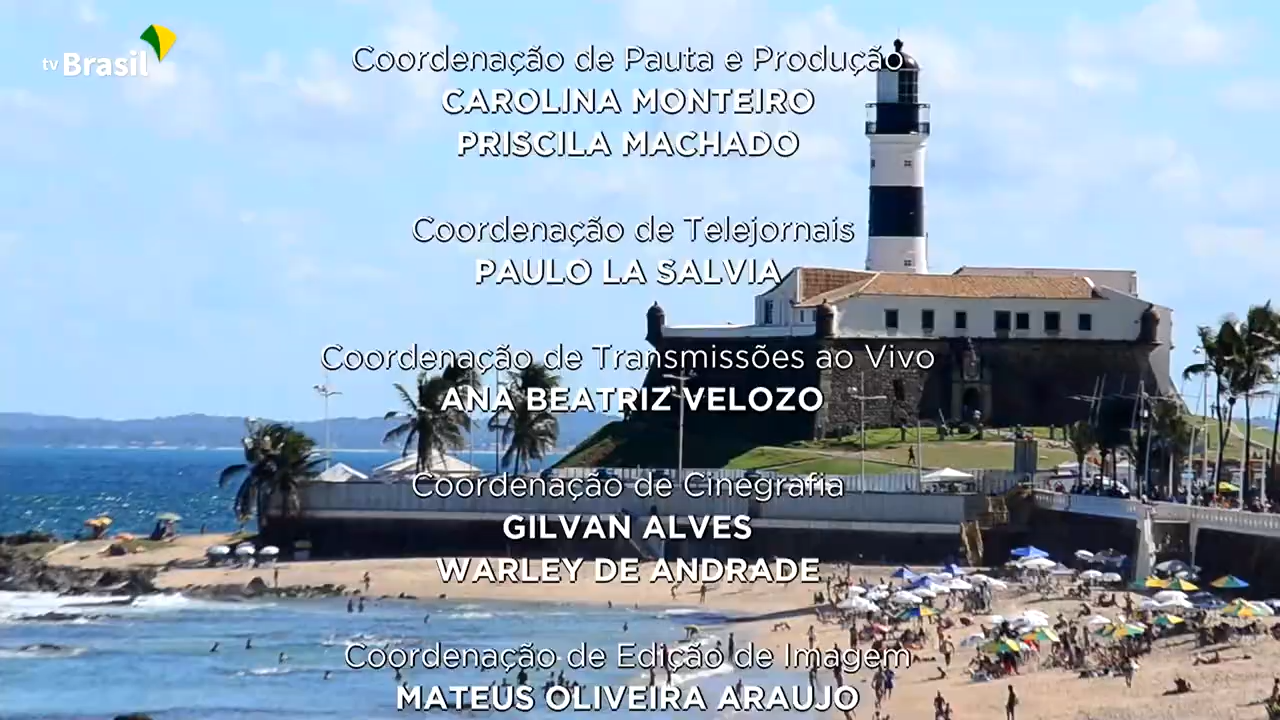 tv Brasil
Coordenação de Pauta e Produção
CAROLINA MONTEIRO
PRISCILA MACHADO
Coordenação de Telejornais
PAULO LA SALVIA
Coordenação de Transmissões ao Vivo
ANA BEATRIZ VELOZO
Coordenação de Cinegrafia
GILVAN ALVES
WARLEY DE ANDRADE
Coordenação de Edição de Imagem
MATEUS OLIVEIRA ARAUJO